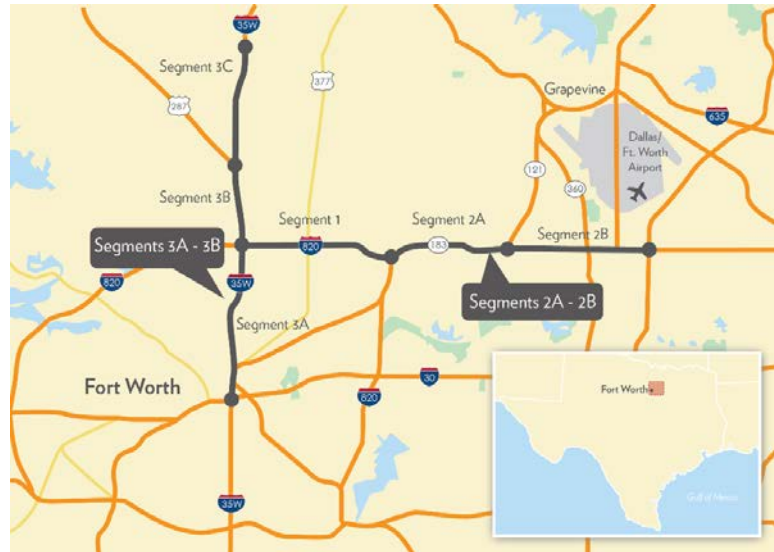 35W
Segment 3C
377
287
Grapevine
635
Dallas/
Ft. Worth
Airport
121
360
Segment 3B
Segment 1
Segment 2A
Segment 2B
183
820
Segments 3A - 3B
35W
820
Segments 2A - 2B
Segment 3A
Fort Worth
30
820
35W
Fort Worth
Gulf of Mexico